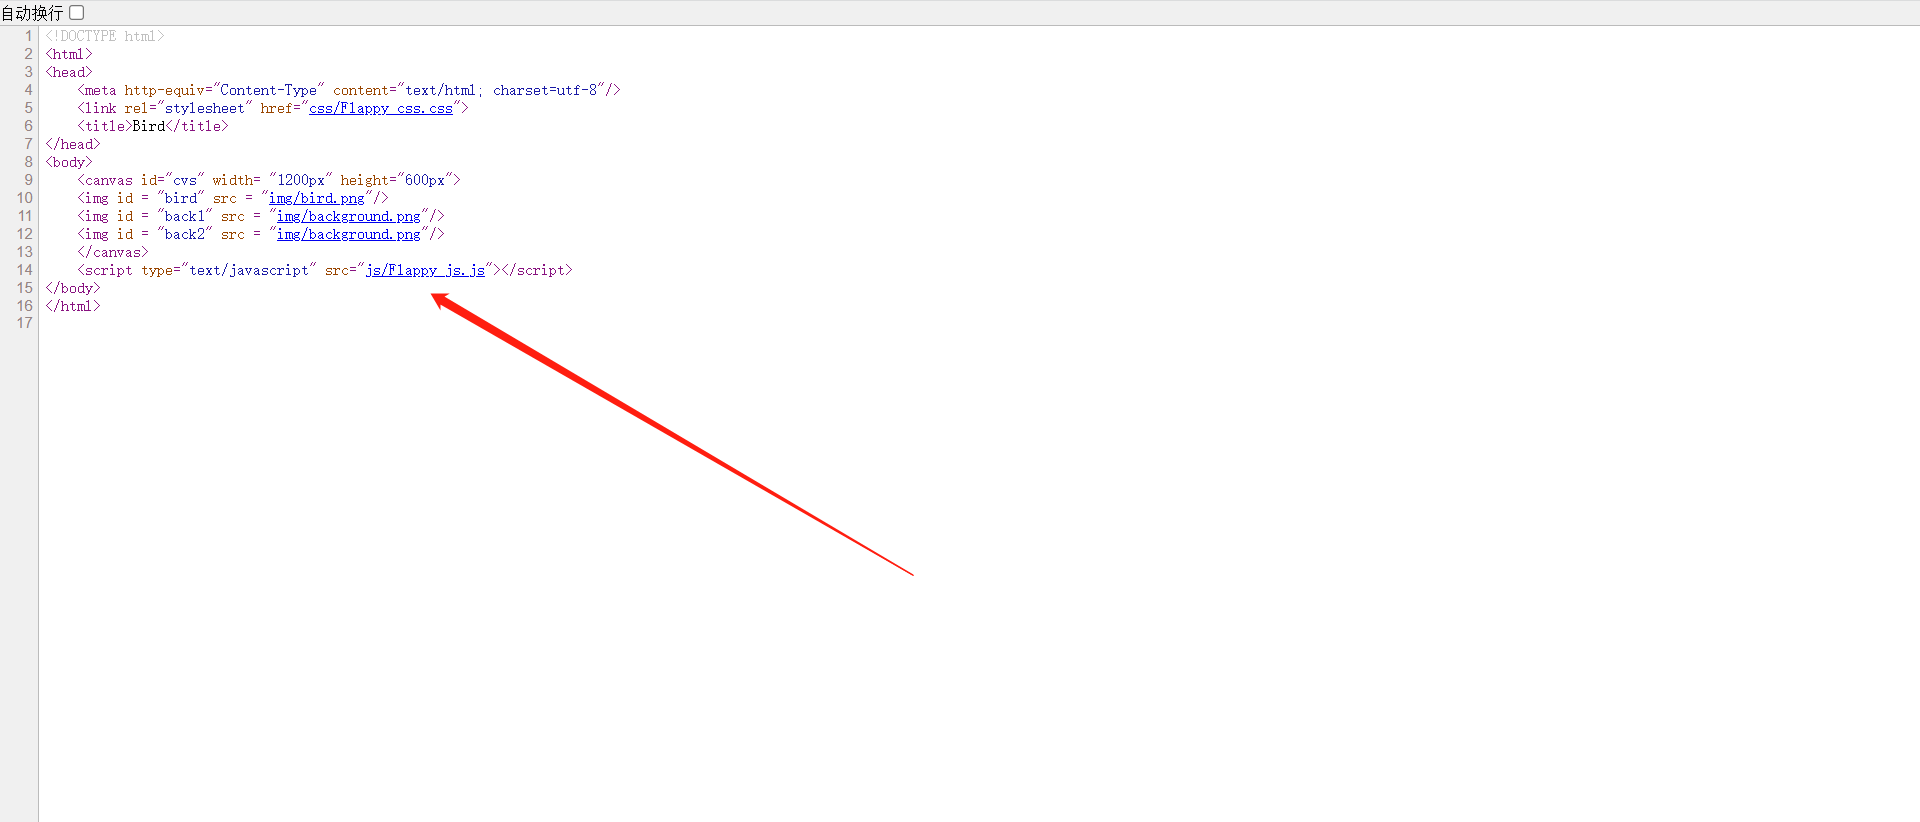 自动换行
1 <!DOCTYPE html>
2 <html>
3 <head>
4 <meta http-equiv="Content-Type" content="text/html; charset=utf-8"/>
5 <link rel="stylesheet" href="css/Flappy_css.css">
6 <title>Bird</title>
7 </head>
8 <body>
9 <canvas id="cvs" width= "1200px" height="600px">
10 <img id = "bird" src = "img/bird.png"/>
11 <img id = "back1" src = "img/background.png"/>
12 <img id = "back2" src = "img/background.png"/>
13 </canvas>
14 <script type="text/javascript" src="js/Flappy_js.js"></script>
15 </body>
16 </html>
17